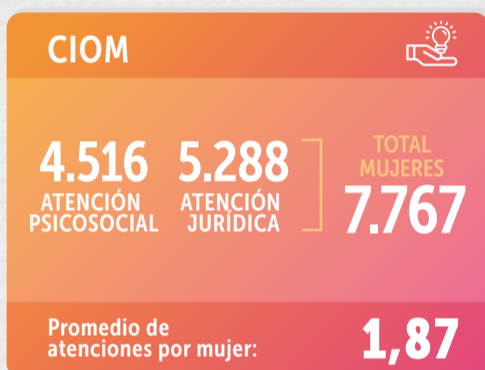 CIOM
4.516
ATENCIÓN
PSICOSOCIAL
5.288
ATENCIÓN
JURÍDICA
TOTAL
MUJERES
7.767
Promedio de
atenciones por mujer:
1,87